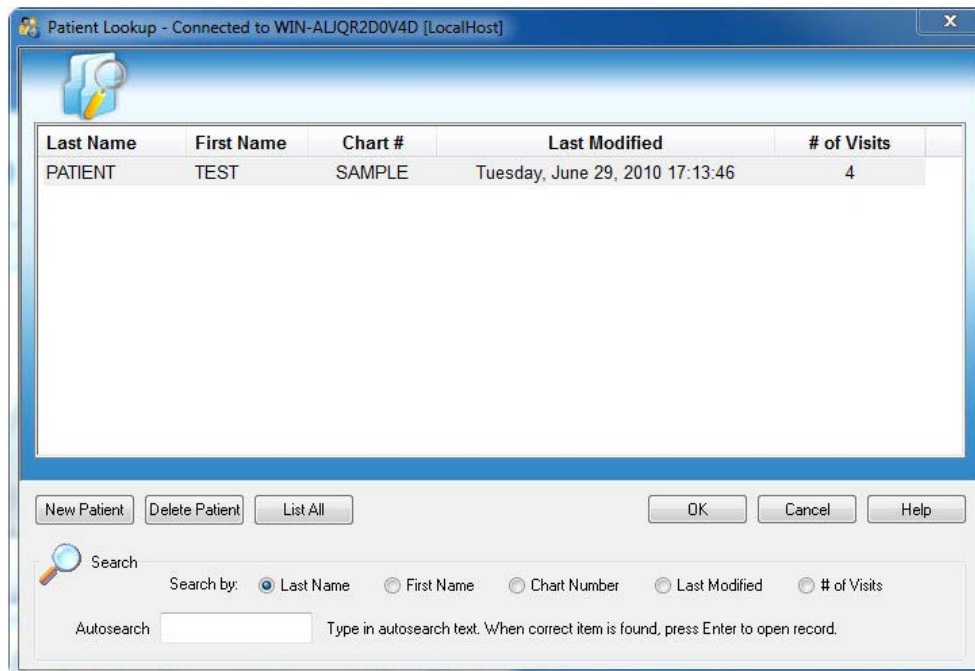 Patient Lookup - Connected to WIN-ALJQR2D0V4D [LocalHost]
X
Last Name First Name Chart # Last Modified # of Visits
PATIENT TEST SAMPLE Tuesday, June 29, 2010 17:13:46 4
New Patient Delete Patient List All OK Cancel Help
Search
Search by: Last Name First Name Chart Number Last Modified # of Visits
Autosearch Type in autosearch text. When correct item is found, press Enter to open record.